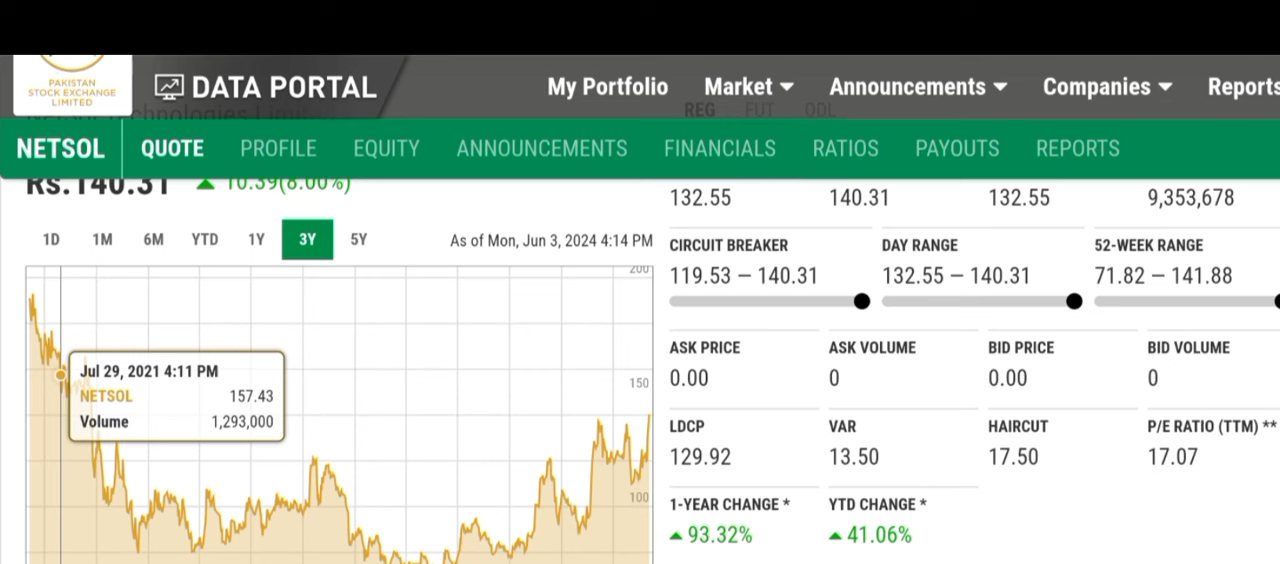 PAKISTAN
STOCK EXCHANGE
LIMITED
DATA PORTAL
My Portfolio
Market
Announcements
Companies
Reports
REG FUT ODL
NETSOL
QUOTE
PROFILE
EQUITY
ANNOUNCEMENTS
FINANCIALS
RATIOS
PAYOUTS
REPORTS
Rs.140.31
10.39(8.00%)
1D 1M 6M YTD 1Y 3Y 5Y
As of Mon, Jun 3, 2024 4:14 PM
200
150
100
Jul 29, 2021 4:11 PM
NETSOL 157.43
Volume 1,293,000
132.55 140.31 132.55 9,353,678
CIRCUIT BREAKER DAY RANGE 52-WEEK RANGE
119.53 — 140.31 132.55 — 140.31 71.82 — 141.88
ASK PRICE ASK VOLUME BID PRICE BID VOLUME
0.00 0 0.00 0
LDCP VAR HAIRCUT P/E RATIO (TTM) **
129.92 13.50 17.50 17.07
1-YEAR CHANGE * YTD CHANGE *
93.32% 41.06%